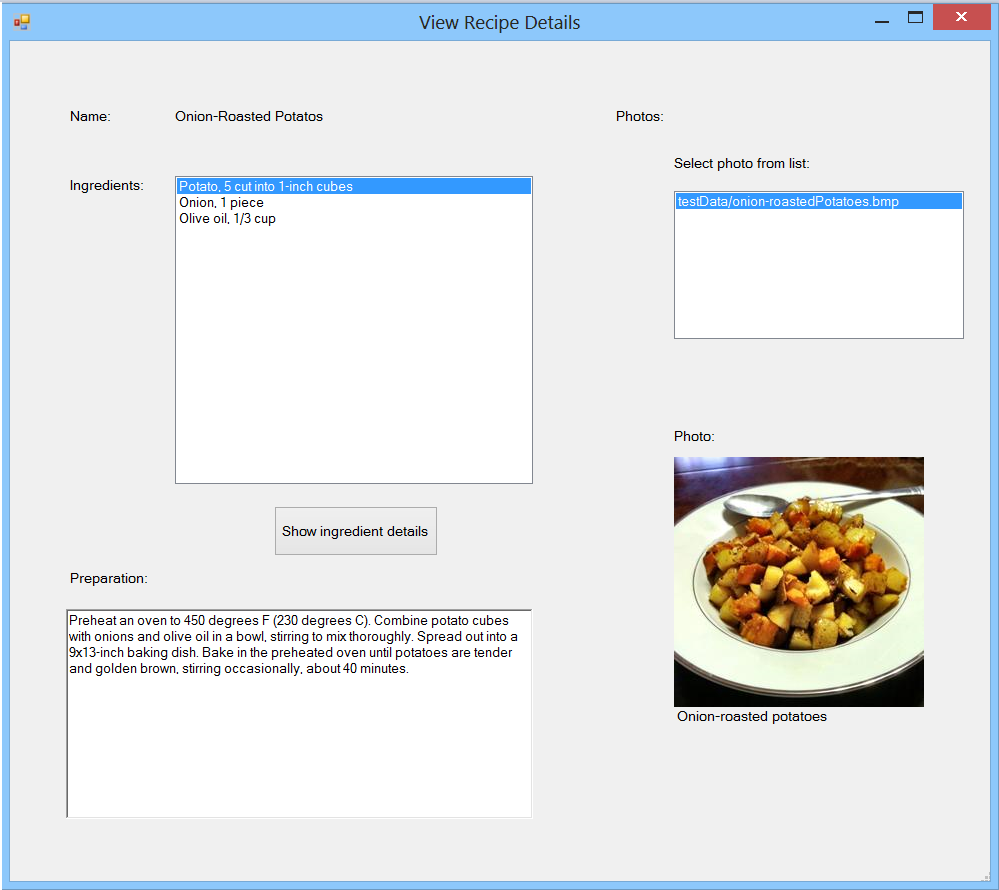 View Recipe Details
Name:
Onion-Roasted Potatos
Ingredients:
Potato, 5 cut into 1-inch cubes
Onion, 1 piece
Olive oil, 1/3 cup
Show ingredient details
Preparation:
Preheat an oven to 450 degrees F (230 degrees C). Combine potato cubes
with onions and olive oil in a bowl, stirring to mix thoroughly. Spread out into a
9x13-inch baking dish. Bake in the preheated oven until potatoes are tender
and golden brown, stirring occasionally, about 40 minutes.
Photos:
Select photo from list:
testData/onion-roastedPotatoes.bmp
Photo:
Onion-roasted potatoes